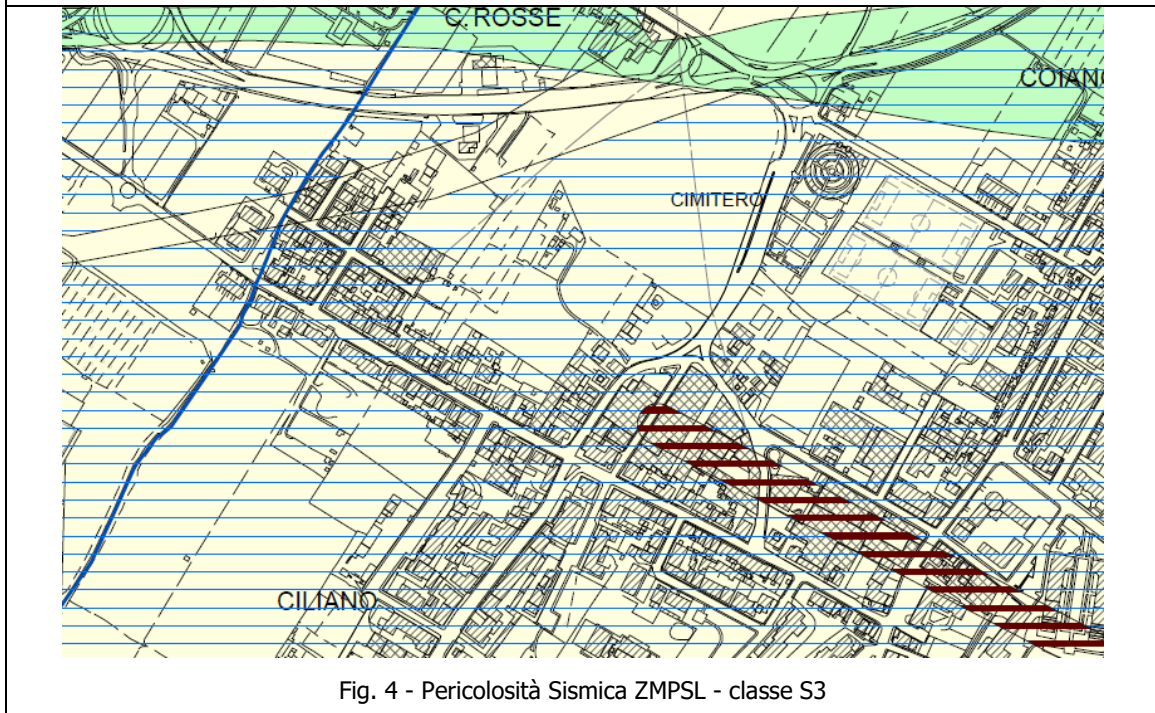 C. ROSSE
COIANO
CIMITERO
CILIANO
Fig. 4 - Pericolosità Sismica ZMPSL - classe S3